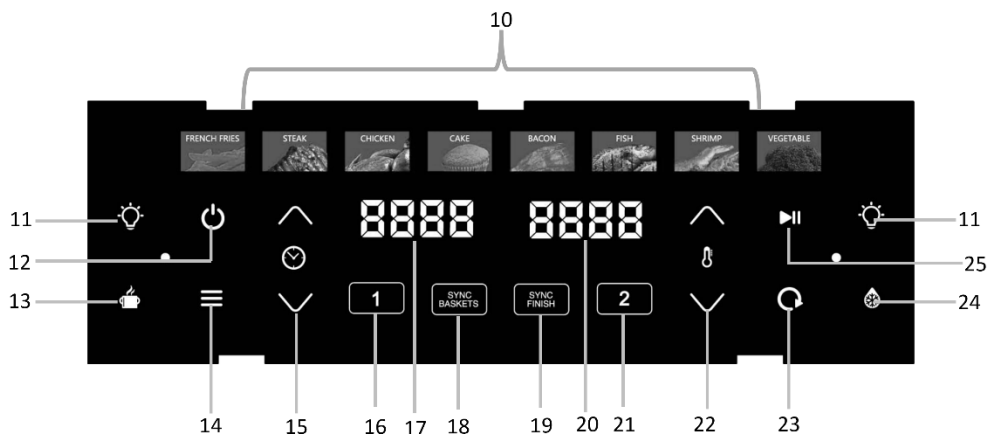 10
FRENCH FRIES STEAK CHICKEN CAKE BACON FISH SHRIMP VEGETABLE
11 8888 8888 11
12 25
13 1 SYNC BASKETS SYNC FINISH 2 24
14 15 16 17 18 19 20 21 22 23